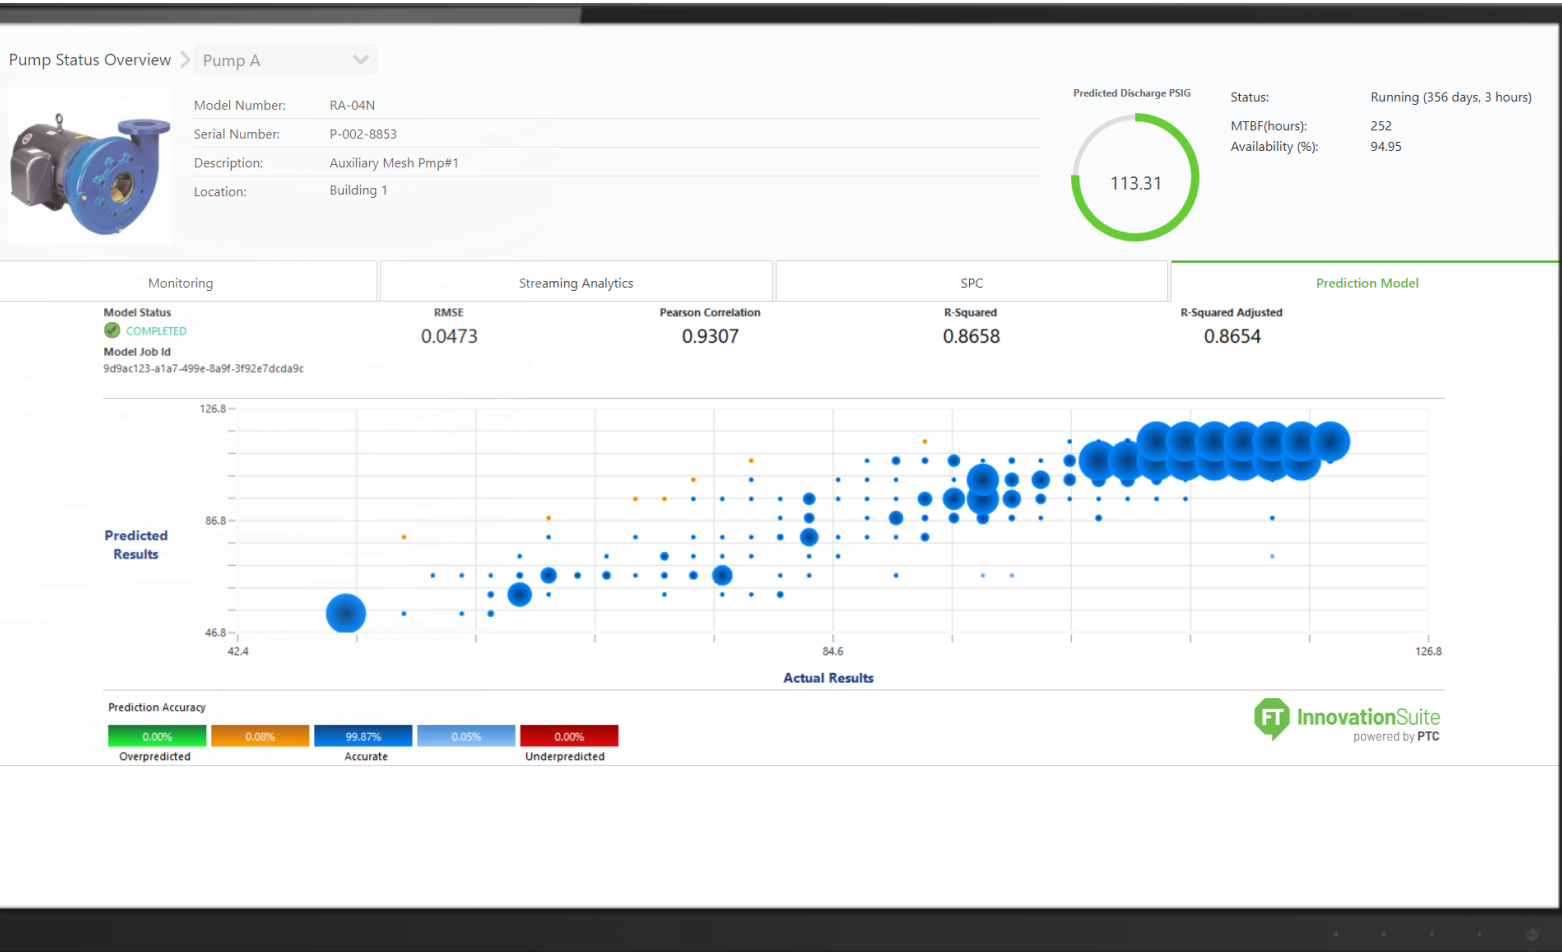 Pump Status Overview
Pump A
Model Number: RA-04N
Serial Number: P-002-8853
Description: Auxiliary Mesh Pmp#1
Location: Building 1
Predicted Discharge PSIG
113.31
Status: Running (356 days, 3 hours)
MTBF(hours): 252
Availability (%): 94.95
Monitoring
Streaming Analytics
SPC
Prediction Model
Model Status
COMPLETED
Model Job Id
9d9ac123-a1a7-499e-8a9f-3f92e7dcda9c
RMSE
0.0473
Pearson Correlation
0.9307
R-Squared
0.8658
R-Squared Adjusted
0.8654
126.8
86.8
46.8
Predicted
Results
42.4
84.6
126.8
Actual Results
Prediction Accuracy
0.00%
0.08%
99.87%
0.05%
0.00%
Overpredicted
Accurate
Underpredicted
FT InnovationSuite
powered by PTC